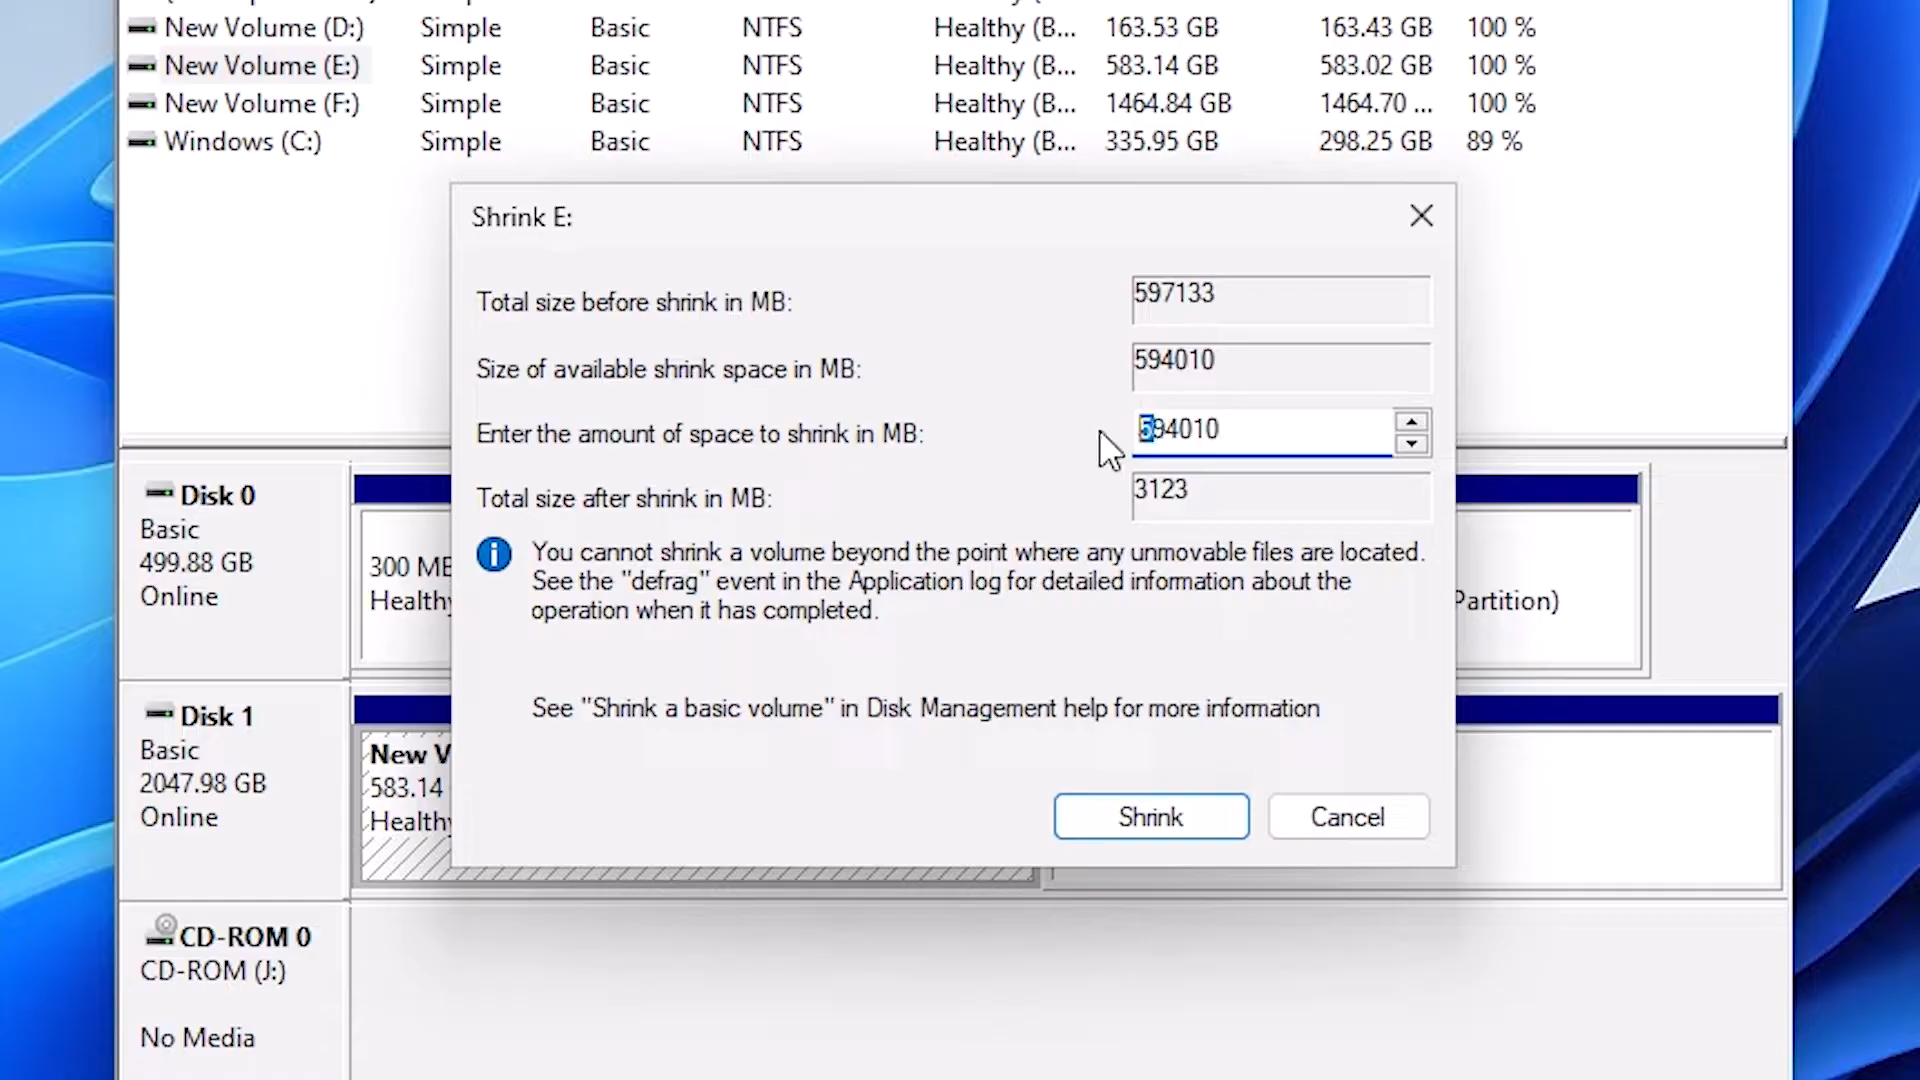 New Volume (D:) Simple Basic NTFS Healthy (B... 163.53 GB 163.43 GB 100 %
New Volume (E:) Simple Basic NTFS Healthy (B... 583.14 GB 583.02 GB 100 %
New Volume (F:) Simple Basic NTFS Healthy (B... 1464.84 GB 1464.70 ... 100 %
Windows (C:) Simple Basic NTFS Healthy (B... 335.95 GB 298.25 GB 89 %
Shrink E:
Total size before shrink in MB: 597133
Size of available shrink space in MB: 594010
Enter the amount of space to shrink in MB: 594010
Total size after shrink in MB: 3123
You cannot shrink a volume beyond the point where any unmovable files are located.
See the "defrag" event in the Application log for detailed information about the
operation when it has completed.
See "Shrink a basic volume" in Disk Management help for more information
Shrink Cancel
Disk 0
Basic
499.88 GB
Online
300 MB
Healthy
Partition)
Disk 1
Basic
2047.98 GB
Online
New V
583.14
Healthy
CD-ROM 0
CD-ROM (J:)
No Media